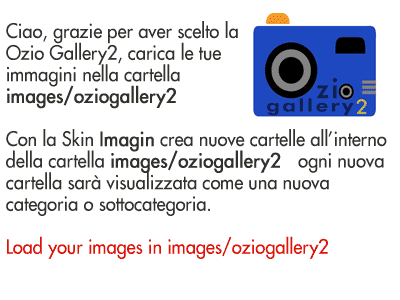 Ciao, grazie per aver scelto la
Ozio Gallery2, carica le tue
immagini nella cartella
images/oziogallery2
ozio
gallery2
Con la Skin Imagin crea nuove cartelle all'interno
della cartella images/oziogallery2 ogni nuova
cartella sarà visualizzata come una nuova
categoria o sottocategoria.
Load your images in images/oziogallery2